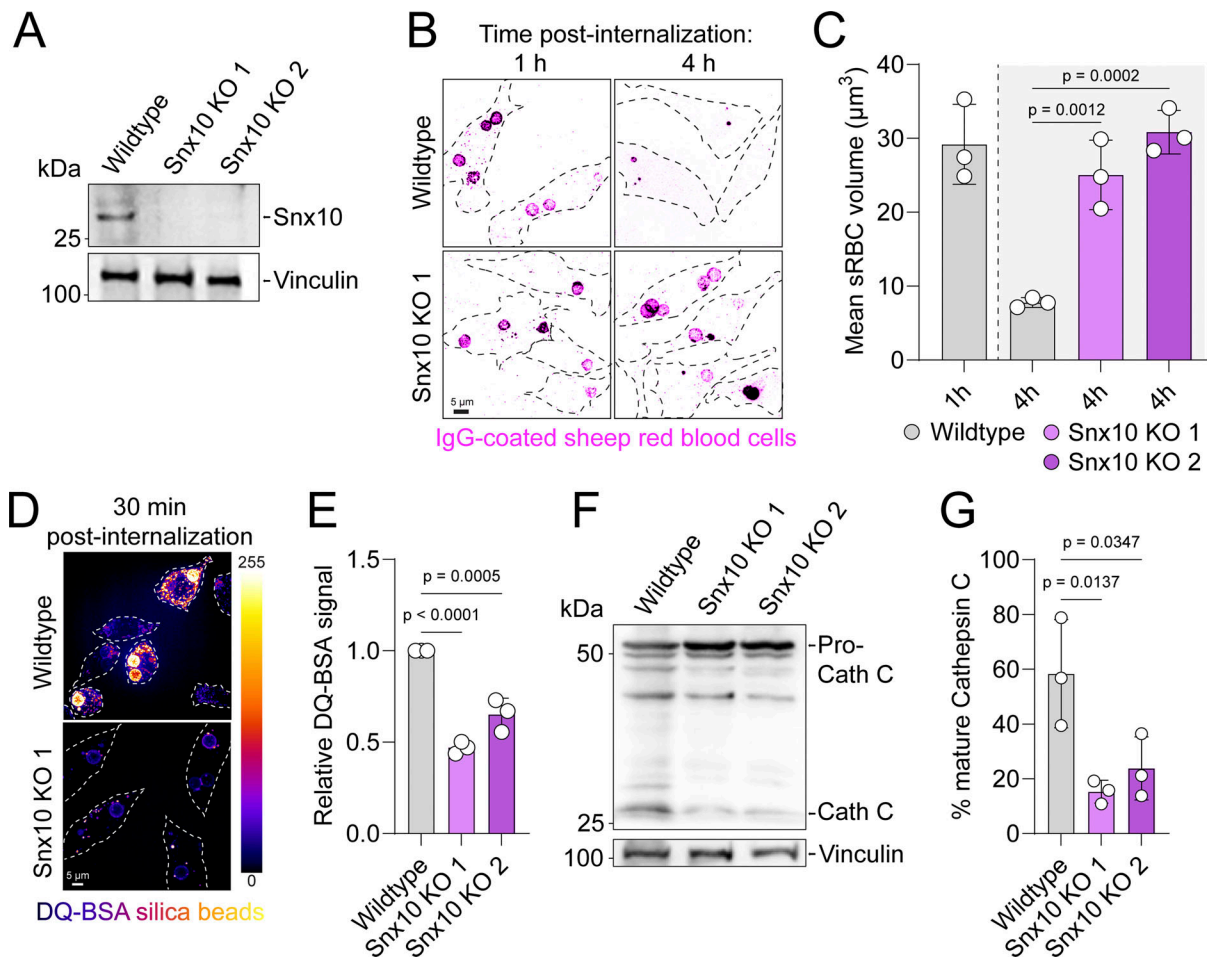 A
Wildtype
Snx10 KO 1
Snx10 KO 2
kDa
-Snx10
25
-Vinculin
100
B
Time post-internalization:
1 h
4 h
Wildtype
Snx10 KO 1
5 µm
IgG-coated sheep red blood cells
C
Mean sRBC volume (µm³)
40
30
20
10
0
p = 0.0002
p = 0.0012
1h
4h
4h
4h
Wildtype
Snx10 KO 1
Snx10 KO 2
D
30 min
post-internalization
255
0
Wildtype
Snx10 KO 1
5 µm
DQ-BSA silica beads
E
Relative DQ-BSA signal
1.5
1.0
0.5
0.0
p = 0.0005
p < 0.0001
Wildtype
Snx10 KO 1
Snx10 KO 2
F
Wildtype
Snx10 KO 1
Snx10 KO 2
kDa
50
-Pro-
Cath C
-Cath C
25
100
-Vinculin
G
% mature Cathepsin C
100
80
60
40
20
0
p = 0.0347
p = 0.0137
Wildtype
Snx10 KO 1
Snx10 KO 2